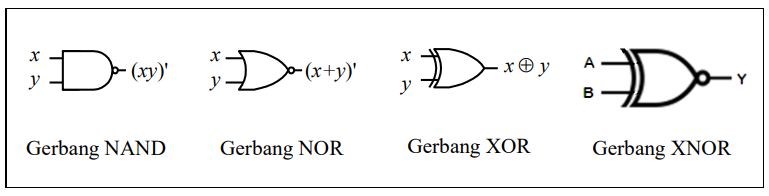 x
y
(xy)'
Gerbang NAND
x
y
(x+y)'
Gerbang NOR
x
y
x ⊕ y
Gerbang XOR
A
B
Y
Gerbang XNOR